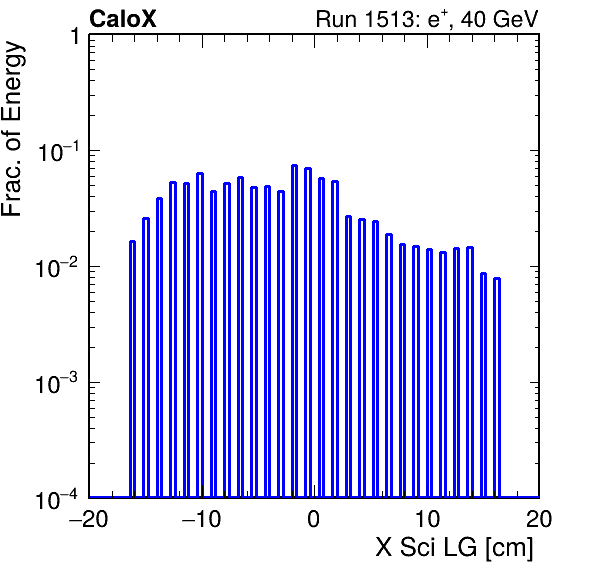 CaloX Run 1513: e⁺, 40 GeV
Frac. of Energy
1
10⁻¹
10⁻²
10⁻³
10⁻⁴
−20 −10 0 10 20
X Sci LG [cm]